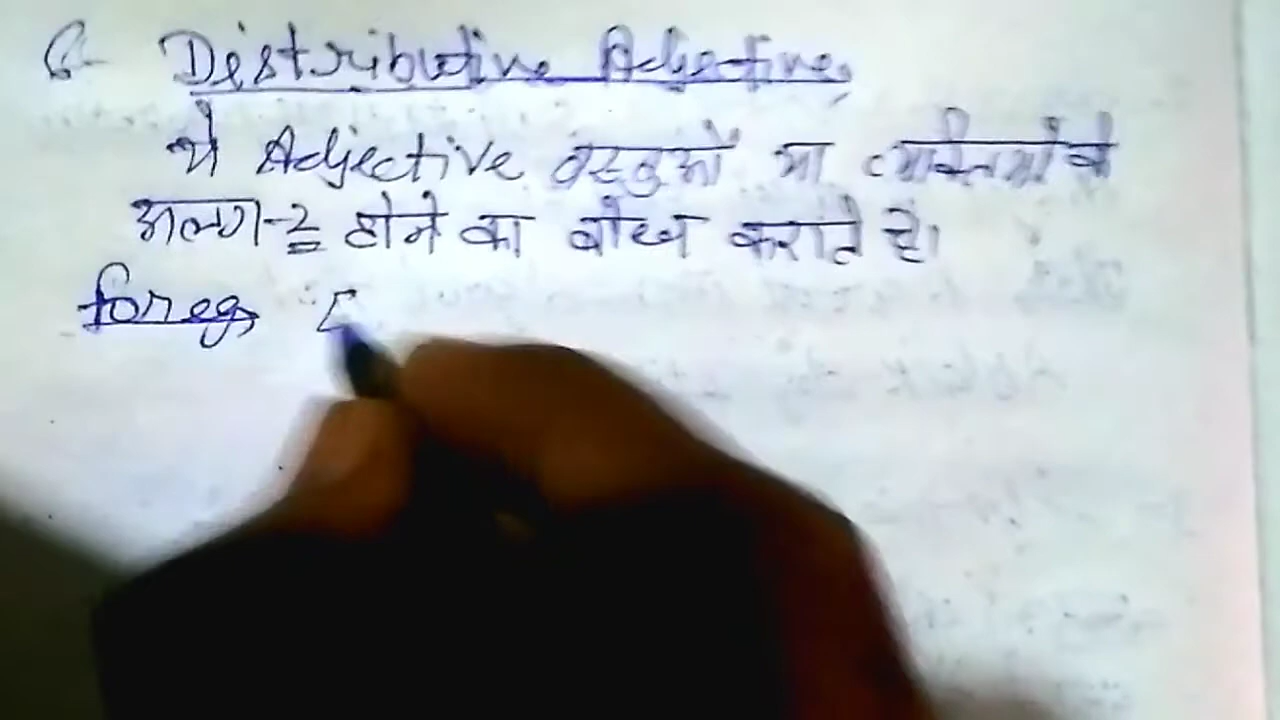 6- Distributive Adjective,
ये Adjective वस्तुओं या व्यक्तियों के
अलग-2 होने का बोध कराते है।
for eg,